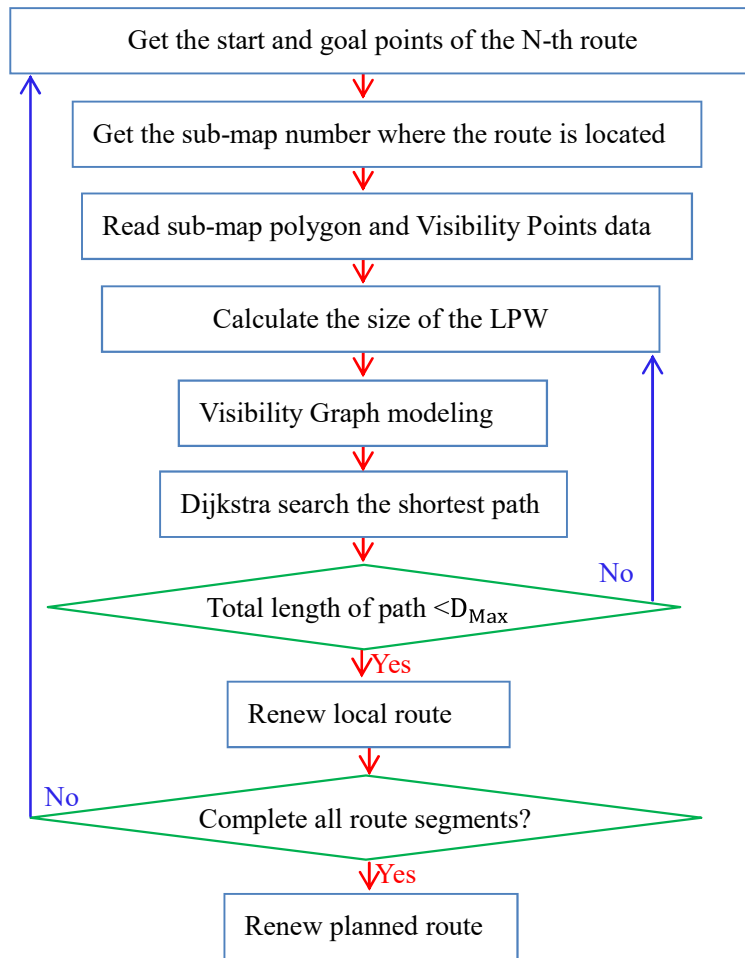 Get the start and goal points of the N-th route
Get the sub-map number where the route is located
Read sub-map polygon and Visibility Points data
Calculate the size of the LPW
Visibility Graph modeling
Dijkstra search the shortest path
No
Total length of path <D_Max
Yes
Renew local route
No
Complete all route segments?
Yes
Renew planned route